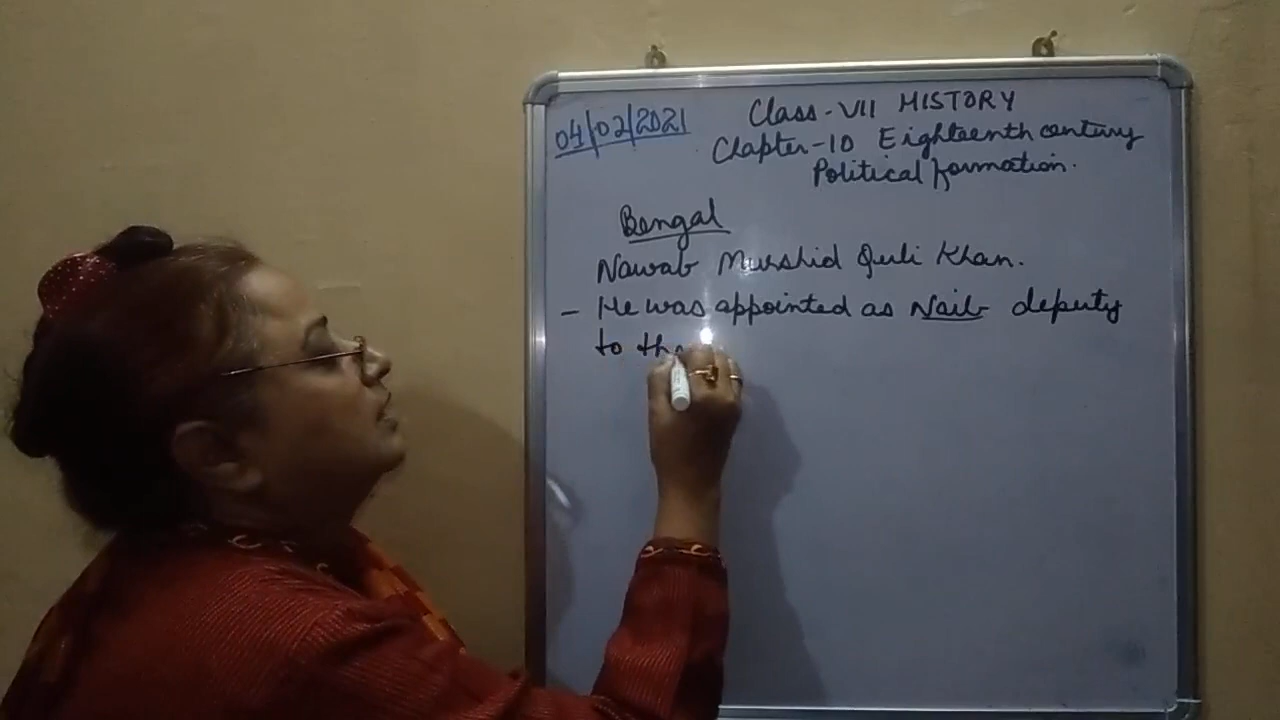 04/02/2021
Class-VII HISTORY
Chapter-10 Eighteenth century
Political formation.
Bengal
Nawab Murshid Quli Khan.
- He was appointed as Naib deputy
to the